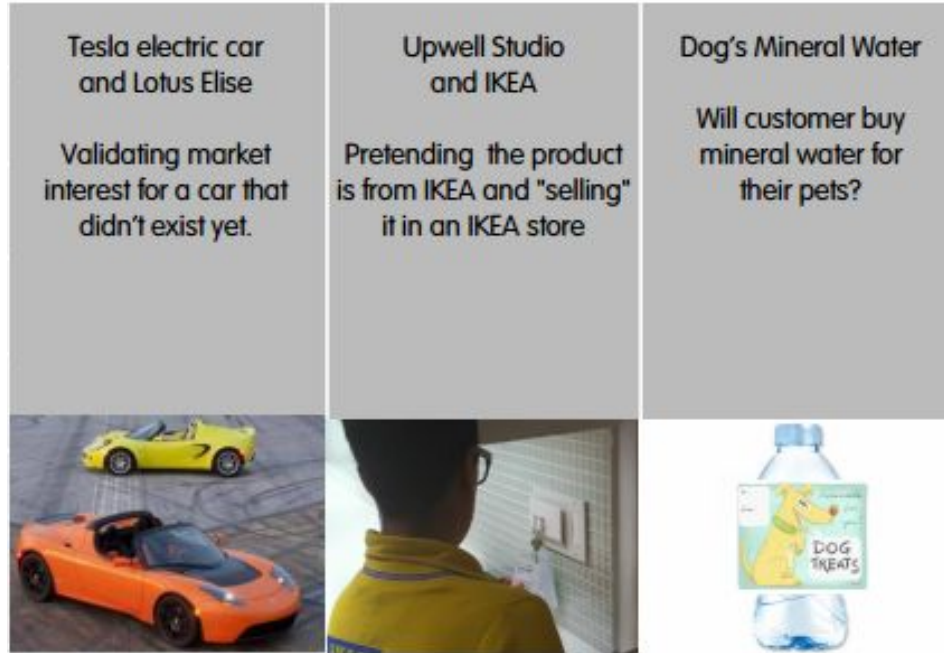 Tesla electric car
and Lotus Elise
Validating market
interest for a car that
didn't exist yet.
Upwell Studio
and IKEA
Pretending  the product
is from IKEA and "selling"
it in an IKEA store
Dog's Mineral Water
Will customer buy
mineral water for
their pets?
DOG
TREATS